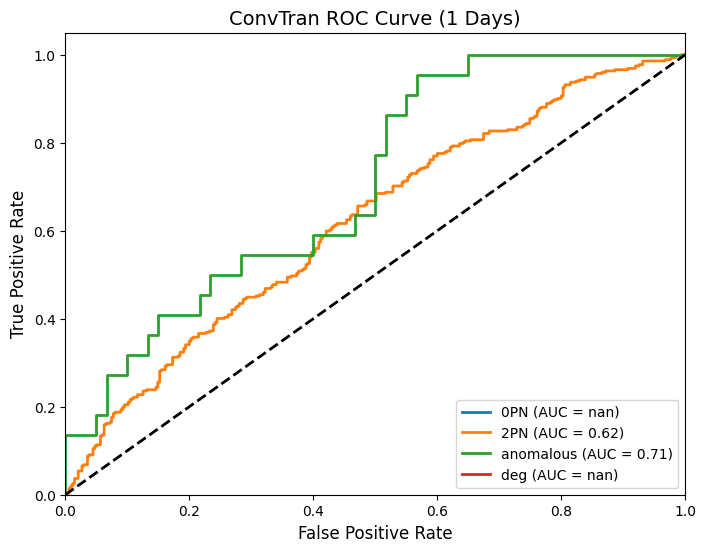 ConvTran ROC Curve (1 Days)
True Positive Rate
1.0
0.8
0.6
0.4
0.2
0.0
0.0 0.2 0.4 0.6 0.8 1.0
False Positive Rate
0PN (AUC = nan)
2PN (AUC = 0.62)
anomalous (AUC = 0.71)
deg (AUC = nan)